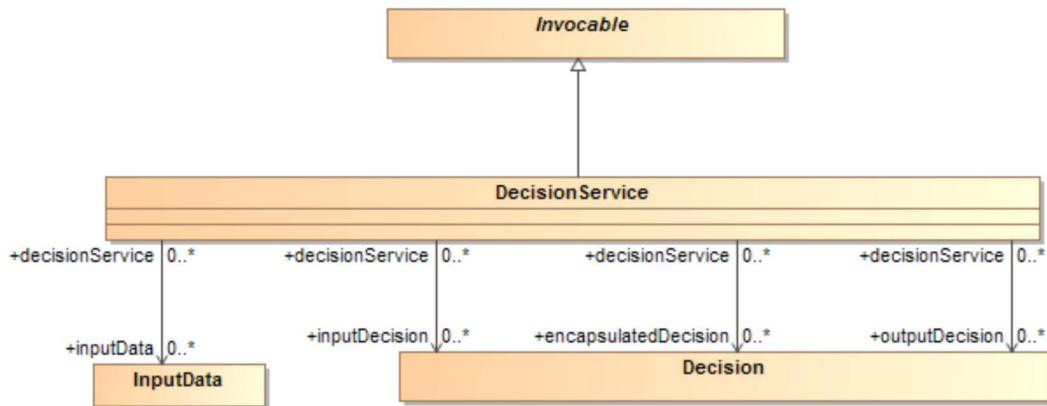 Invocable
DecisionService
+decisionService 0..* +decisionService 0..* +decisionService 0..* +decisionService 0..*
+inputDecision 0..* +encapsulatedDecision 0..* +outputDecision 0..*
+inputData 0..*
Decision
InputData